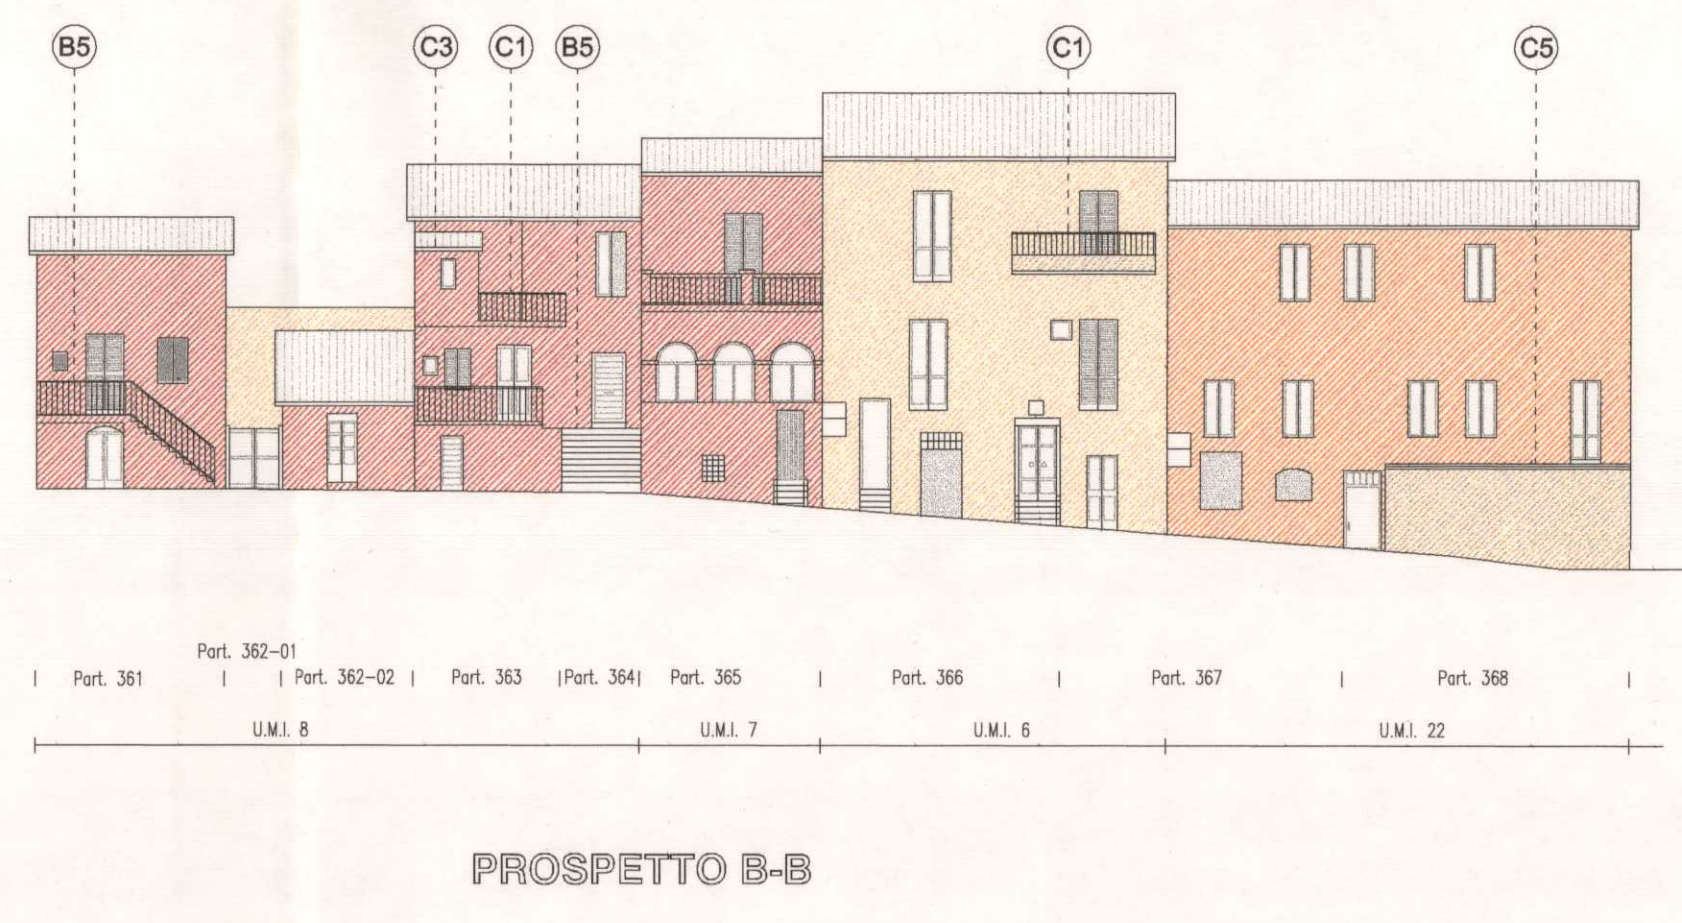 B5 C3 C1 B5 C1 C5
Part. 362-01
Part. 361 Part. 362-02 Part. 363 Part. 364 Part. 365 Part. 366 Part. 367 Part. 368
U.M.I. 8 U.M.I. 7 U.M.I. 6 U.M.I. 22
PROSPETTO B-B